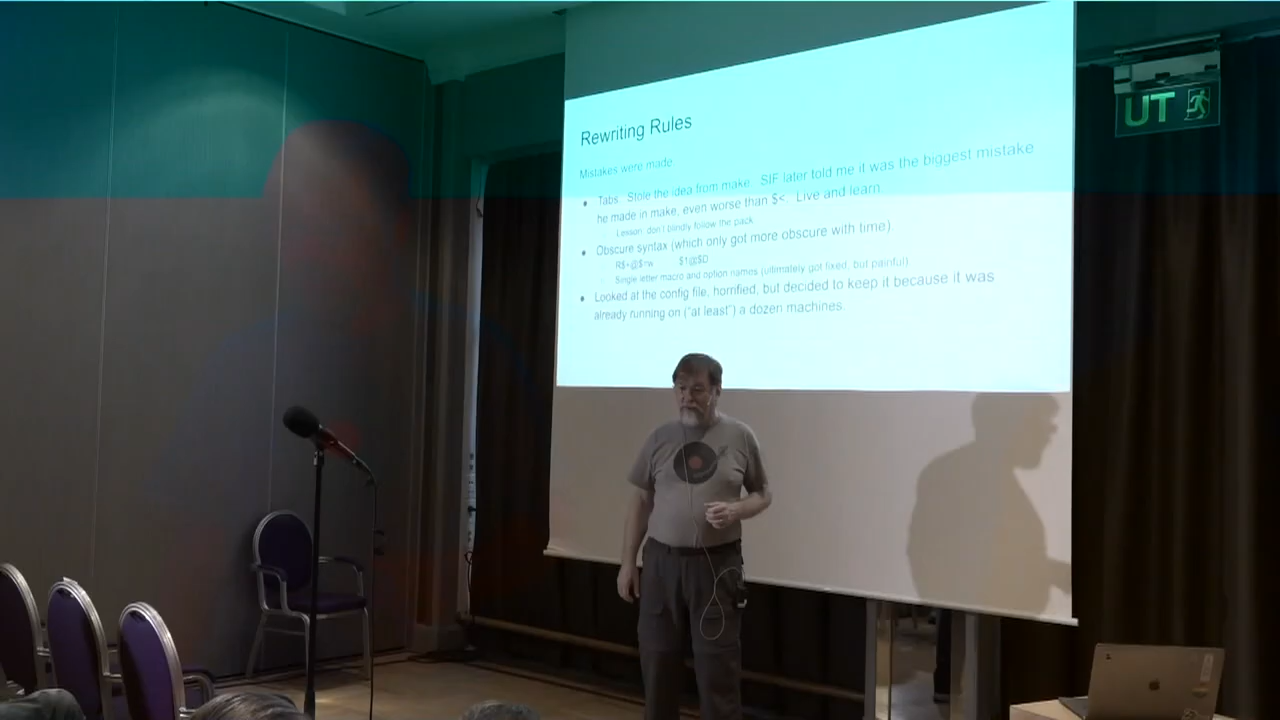 UT
Rewriting Rules
Mistakes were made
Tabs. Stole the idea from make. SIF later told me it was the biggest mistake
he made in make, even worse than $<. Live and learn.
Lesson: don't blindly follow the pack.
Obscure syntax (which only got more obscure with time).
$1@$D
Single letter macro and option names (ultimately got fixed, but painful)
Looked at the config file, horrified, but decided to keep it because it was
already running on ("at least") a dozen machines.